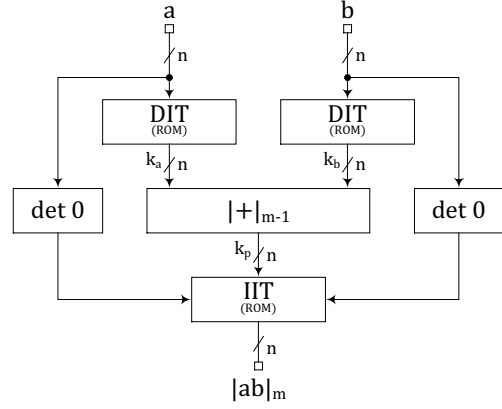 a b
n n
DIT DIT
(ROM) (ROM)
k_a n k_b n
det 0 |+|_{m-1} det 0
k_p n
IIT
(ROM)
n
|ab|_m